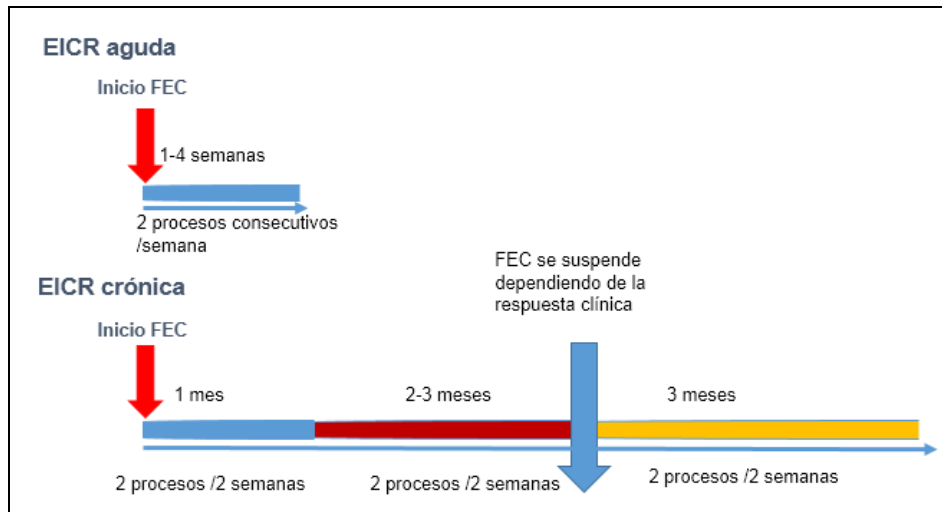 EICR aguda
Inicio FEC
1-4 semanas
2 procesos consecutivos
/semana
FEC se suspende
dependiendo de la
respuesta clínica
EICR crónica
Inicio FEC
1 mes
2-3 meses
3 meses
2 procesos /2 semanas
2 procesos /2 semanas
2 procesos /2 semanas